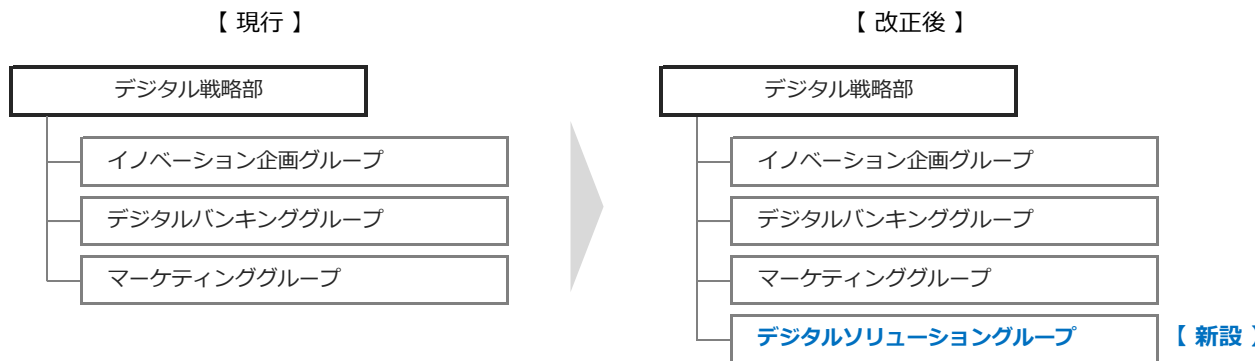 【 現行 】
デジタル戦略部
イノベーション企画グループ
デジタルバンキンググループ
マーケティンググループ
【 改正後 】
デジタル戦略部
イノベーション企画グループ
デジタルバンキンググループ
マーケティンググループ
デジタルソリューショングループ 【 新設 】